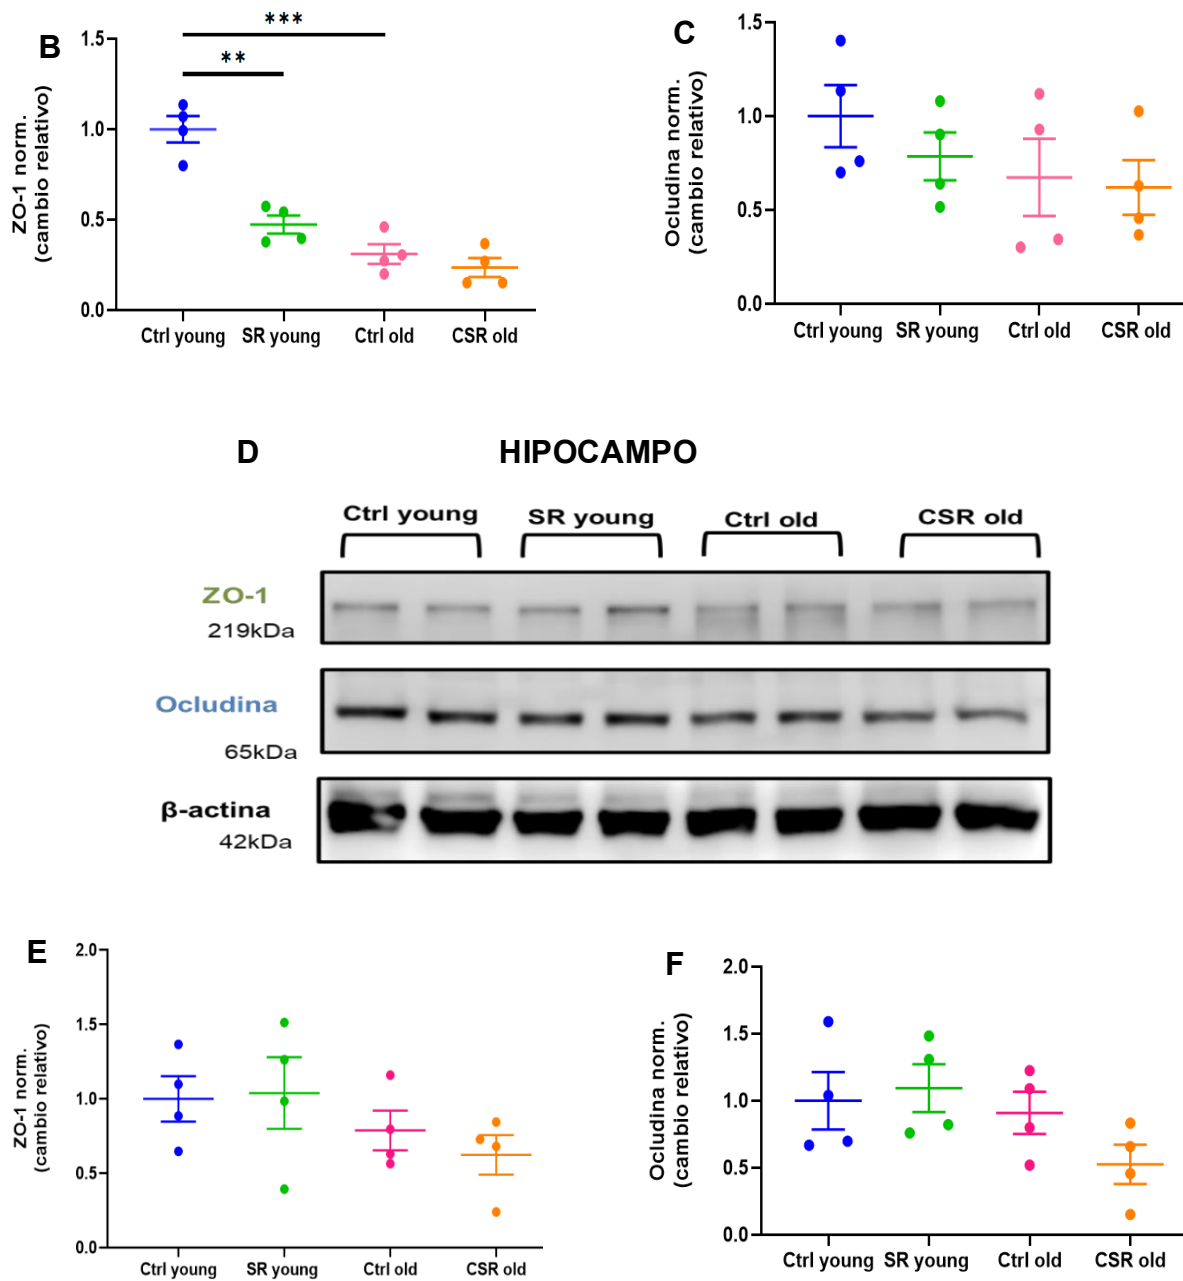 B
ZO-1 norm.
(cambio relativo)
1.5
1.0
0.5
0.0
***
**
Ctrl young SR young Ctrl old CSR old
C
Ocludina norm.
(cambio relativo)
1.5
1.0
0.5
0.0
Ctrl young SR young Ctrl old CSR old
D HIPOCAMPO
Ctrl young SR young Ctrl old CSR old
ZO-1
219kDa
Ocludina
65kDa
β-actina
42kDa
E
ZO-1 norm.
(cambio relativo)
2.0
1.5
1.0
0.5
0.0
Ctrl young SR young Ctrl old CSR old
F
Ocludina norm.
(cambio relativo)
2.0
1.5
1.0
0.5
0.0
Ctrl young SR young Ctrl old CSR old